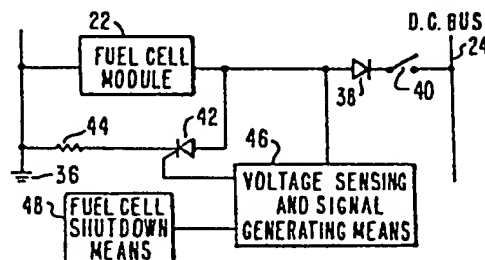 22
FUEL CELL
MODULE
D.C. BUS
24
38
40
44
42
46
36
VOLTAGE SENSING
AND SIGNAL
GENERATING MEANS
48
FUEL CELL
SHUTDOWN
MEANS